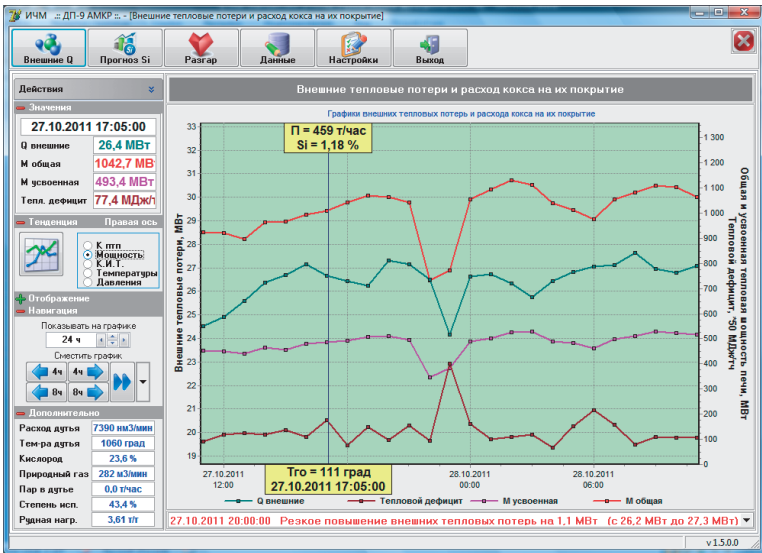 ИЧМ .:: ДП-9 АМКР ::. - [Внешние тепловые потери и расход кокса на их покрытие]
Внешние Q
Прогноз Si
Разгар
Данные
Настройки
Выход
Действия
Внешние тепловые потери и расход кокса на их покрытие
Значения
27.10.2011 17:05:00
Q внешние 26,4 МВт
М общая 1042,7 МВ
М усвоенная 493,4 МВт
Тепл. дефицит 77,4 МДж/т
Тенденция Правая ось
К птп
Мощность
К.И.Т.
Температуры
Давления
Отображение
Навигация
Показывать на графике
24 ч
Сместить график
4ч 4ч
8ч 8ч
Дополнительно
Расход дутья 7390 нм3/мин
Тем-ра дутья 1060 град
Кислород 23,6 %
Природный газ 282 м3/мин
Пар в дутье 0,0 т/час
Степень исп. 43,4 %
Рудная нагр. 3,61 т/т
Графики внешних тепловых потерь и расхода кокса на их покрытие
П = 459 т/час
Si = 1,18 %
Внешние тепловые потери, МВт
33
32
31
30
29
28
27
26
25
24
23
22
21
20
19
1 300
1 200
1 100
1 000
900
800
700
600
500
400
300
200
100
0
Общая и усвоенная тепловая мощность печи, МВт
Тепловой дефицит, *50 МДж/тч
27.10.2011
12:00
Тго = 111 град
27.10.2011 17:05:00
28.10.2011
00:00
28.10.2011
06:00
Q внешние
Тепловой дефицит
М усвоенная
М общая
27.10.2011 20:00:00 Резкое повышение внешних тепловых потерь на 1,1 МВт (с 26,2 МВт до 27,3 МВт)
v 1.5.0.0